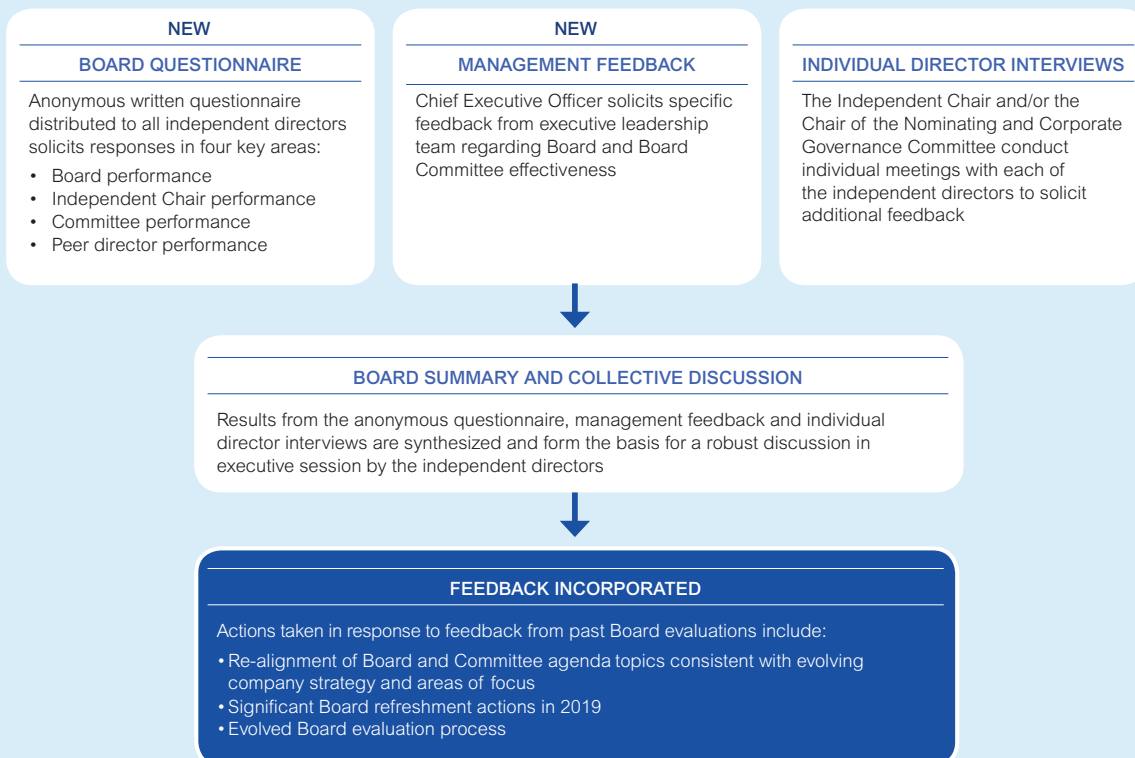 NEW
BOARD QUESTIONNAIRE
Anonymous written questionnaire
distributed to all independent directors
solicits responses in four key areas:
• Board performance
• Independent Chair performance
• Committee performance
• Peer director performance
NEW
MANAGEMENT FEEDBACK
Chief Executive Officer solicits specific
feedback from executive leadership
team regarding Board and Board
Committee effectiveness
INDIVIDUAL DIRECTOR INTERVIEWS
The Independent Chair and/or the
Chair of the Nominating and Corporate
Governance Committee conduct
individual meetings with each of
the independent directors to solicit
additional feedback
BOARD SUMMARY AND COLLECTIVE DISCUSSION
Results from the anonymous questionnaire, management feedback and individual
director interviews are synthesized and form the basis for a robust discussion in
executive session by the independent directors
FEEDBACK INCORPORATED
Actions taken in response to feedback from past Board evaluations include:
• Re-alignment of Board and Committee agenda topics consistent with evolving
company strategy and areas of focus
• Significant Board refreshment actions in 2019
• Evolved Board evaluation process